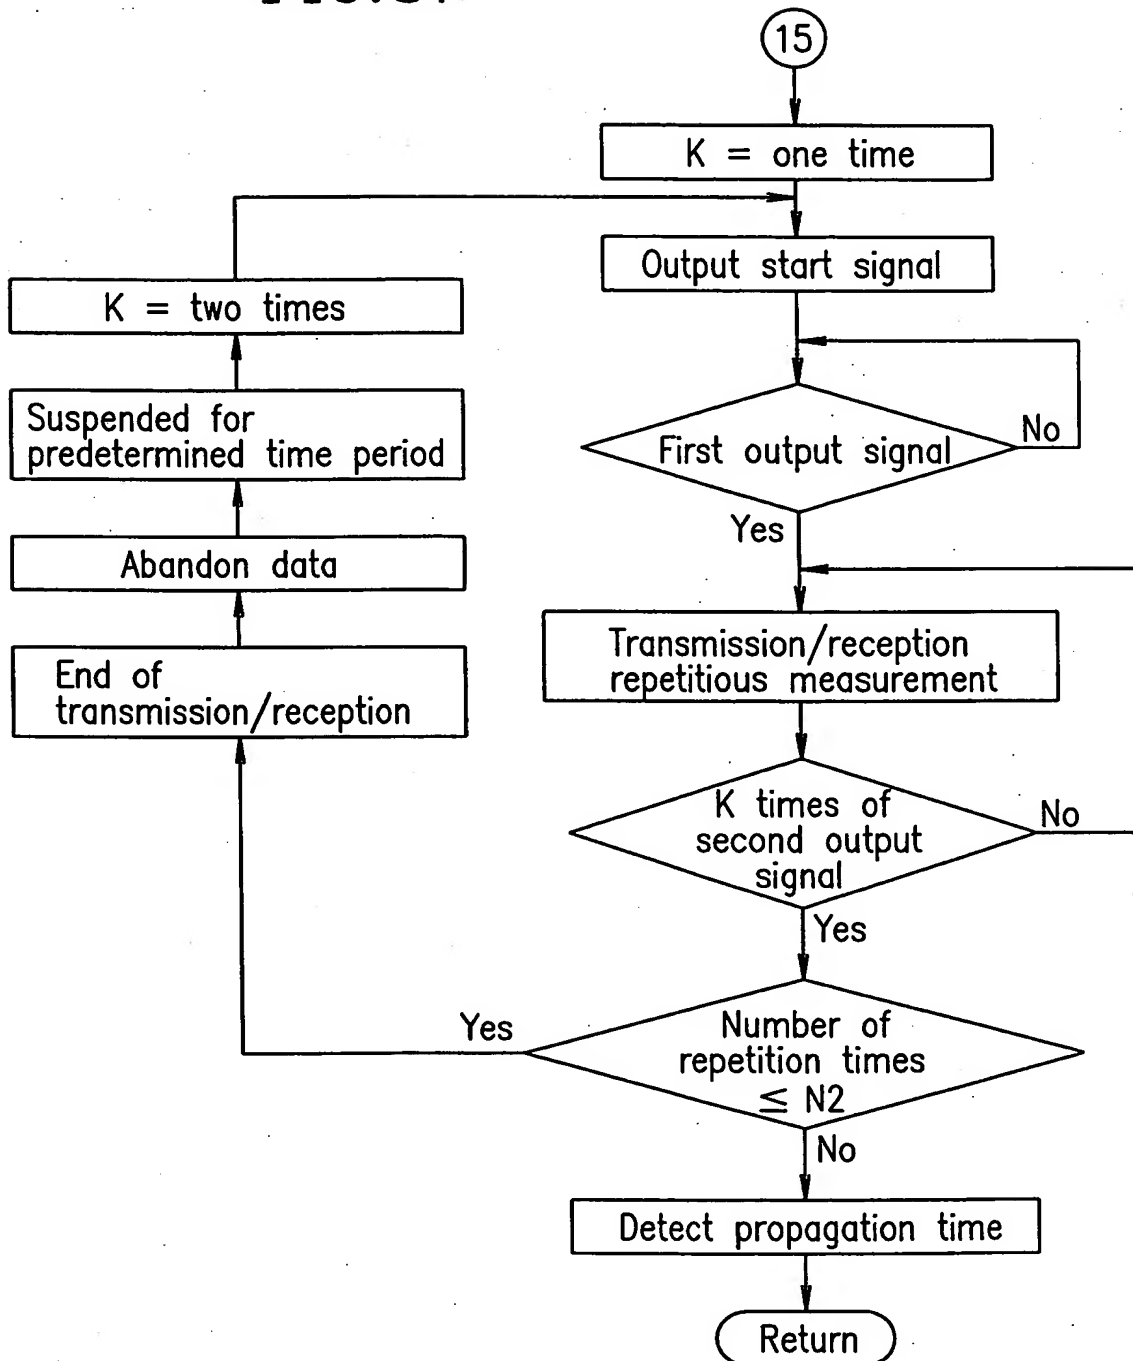 15
K = one time
Output start signal
First output signal
No
Yes
Transmission/reception
repetitious measurement
K times of
second output
signal
No
Yes
Number of
repetition times
≦ N2
Yes
No
Detect propagation time
Return
End of
transmission/reception
Abandon data
Suspended for
predetermined time period
K = two times